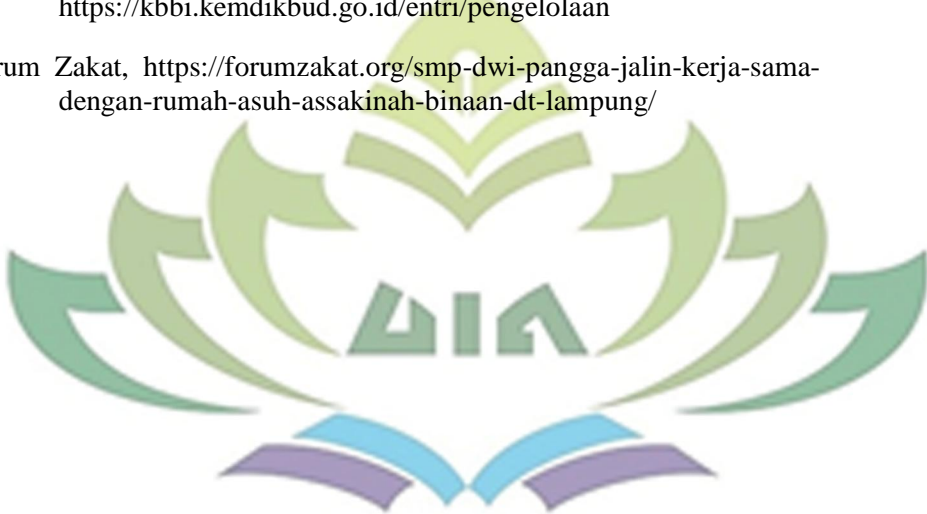 https://kbbi.kemdikbud.go.id/entri/pengelolaan
rum Zakat, https://forumzakat.org/smp-dwi-pangga-jalin-kerja-sama-
dengan-rumah-asuh-assakinah-binaan-dt-lampung/
UIN